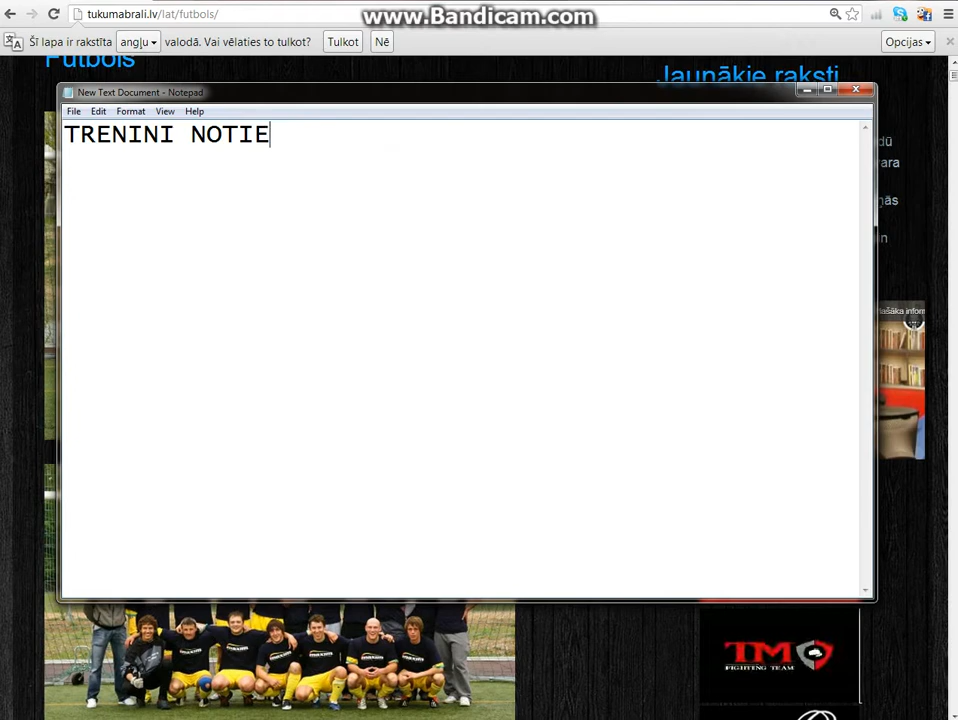 tukumabrali.lv/lat/futbols/
www.Bandicam.com
Šī lapa ir rakstīta angļu valodā. Vai vēlaties to tulkot? Tulkot Nē Opcijas
Futbols
Jaunākie raksti
New Text Document - Notepad
File Edit Format View Help
TRENINI NOTIE
TM
FIGHTING TEAM